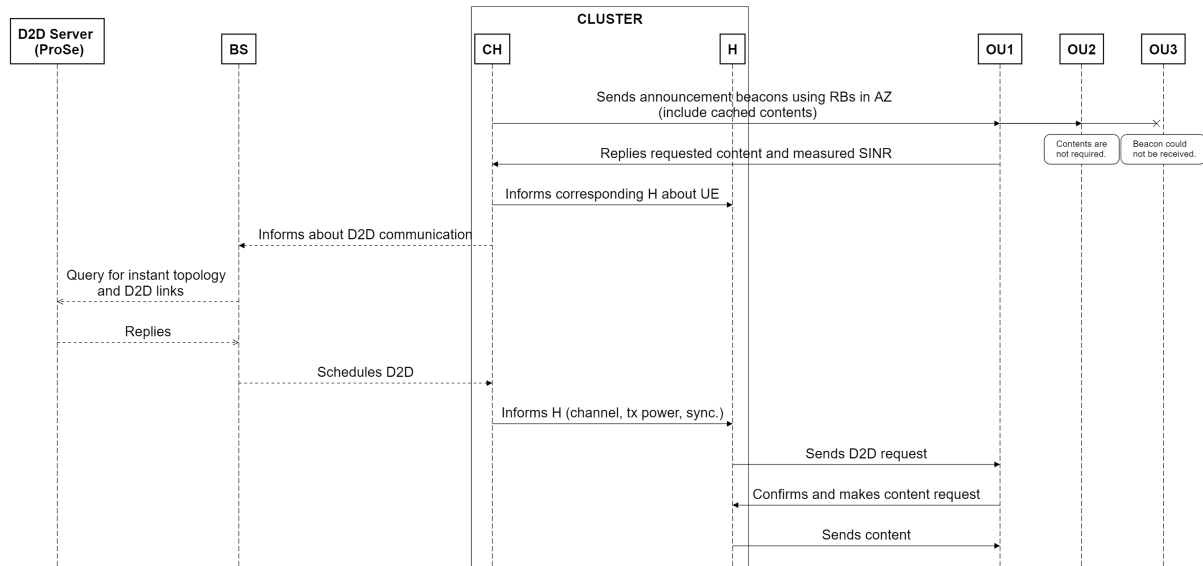 CLUSTER
D2D Server
(ProSe)
BS
CH
H
OU1
OU2
OU3
Sends announcement beacons using RBs in AZ
(include cached contents)
Contents are
not required.
Beacon could
not be received.
Replies requested content and measured SINR
Informs corresponding H about UE
Informs about D2D communication
Query for instant topology
and D2D links
Replies
Schedules D2D
Informs H (channel, tx power, sync.)
Sends D2D request
Confirms and makes content request
Sends content